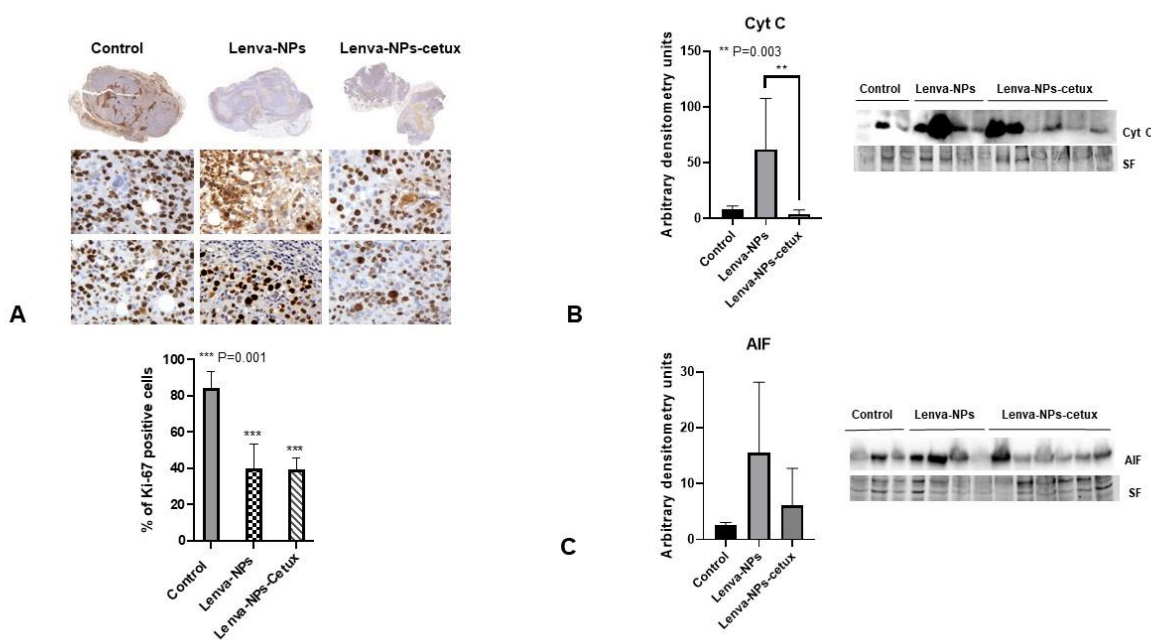 Control Lenva-NPs Lenva-NPs-cetux
A
*** P=0.001
% of Ki-67 positive cells
100
80
60
40
20
0
***
***
Control
Lenva-NPs
Lenva-NPs-Cetux
Cyt C
Arbitrary densitometry units
150
100
50
0
** P=0.003
**
Control
Lenva-NPs
Lenva-NPs-cetux
Control Lenva-NPs Lenva-NPs-cetux
Cyt C
SF
B
AIF
Arbitrary densitometry units
30
20
10
0
Control
Lenva-NPs
Lenva-NPs-cetux
Control Lenva-NPs Lenva-NPs-cetux
AIF
SF
C